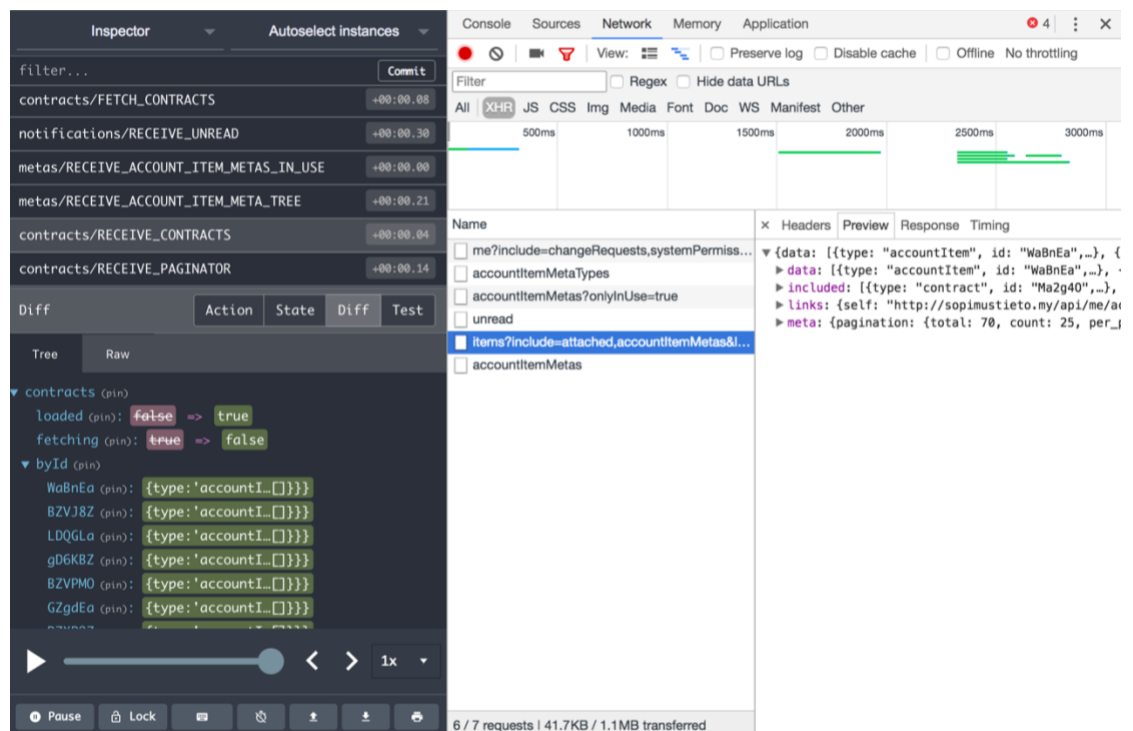 Inspector
Autoselect instances
filter...
Commit
contracts/FETCH_CONTRACTS +00:00.08
notifications/RECEIVE_UNREAD +00:00.30
metas/RECEIVE_ACCOUNT_ITEM_METAS_IN_USE +00:00.00
metas/RECEIVE_ACCOUNT_ITEM_META_TREE +00:00.21
contracts/RECEIVE_CONTRACTS +00:00.04
contracts/RECEIVE_PAGINATOR +00:00.14
Diff
Action State Diff Test
Tree Raw
contracts (pin)
loaded (pin): false => true
fetching (pin): true => false
byId (pin)
WaBnEa (pin): {type:'accountI…[]}}}
BZVJ8Z (pin): {type:'accountI…[]}}}
LDQGLa (pin): {type:'accountI…[]}}}
gD6KBZ (pin): {type:'accountI…[]}}}
BZVPMO (pin): {type:'accountI…[]}}}
GZgdEa (pin): {type:'accountI…[]}}}
1x
Pause Lock
Console Sources Network Memory Application 4
View: Preserve log Disable cache Offline No throttling
Filter Regex Hide data URLs
All XHR JS CSS Img Media Font Doc WS Manifest Other
500ms 1000ms 1500ms 2000ms 2500ms 3000ms
Name
me?include=changeRequests,systemPermiss...
accountItemMetaTypes
accountItemMetas?onlyInUse=true
unread
items?include=attached,accountItemMetas&l...
accountItemMetas
6 / 7 requests | 41.7KB / 1.1MB transferred
× Headers Preview Response Timing
{data: [{type: "accountItem", id: "WaBnEa",…}, {
data: [{type: "accountItem", id: "WaBnEa",…},
included: [{type: "contract", id: "Ma2g4O",…},
links: {self: "http://sopimustieto.my/api/me/ac
meta: {pagination: {total: 70, count: 25, per_p